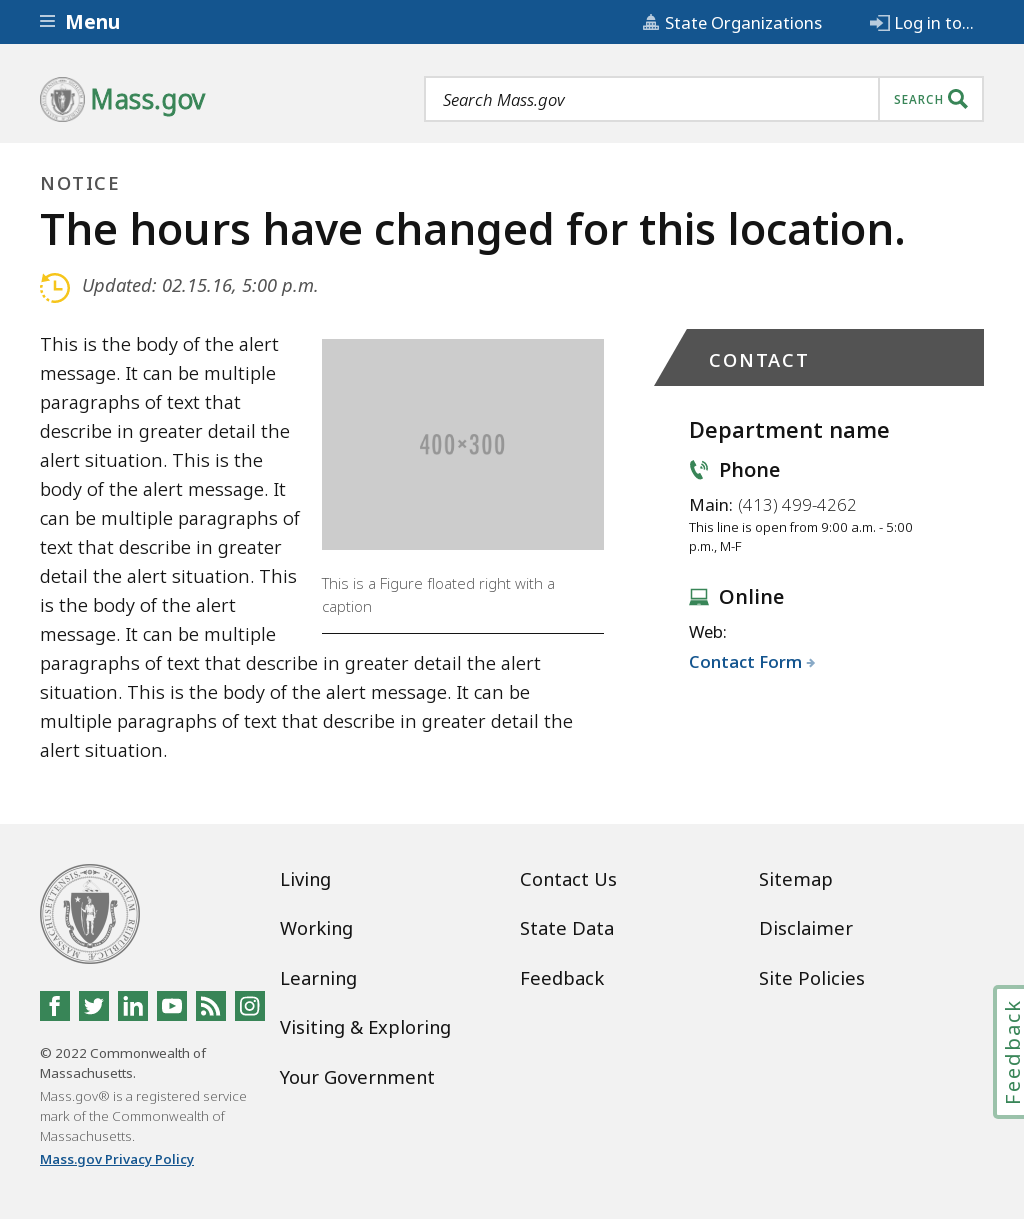 Menu
State Organizations
Log in to...
Mass.gov
Search Mass.gov
SEARCH
NOTICE
The hours have changed for this location.
Updated: 02.15.16, 5:00 p.m.
This is the body of the alert
message. It can be multiple
paragraphs of text that
describe in greater detail the
alert situation. This is the
body of the alert message. It
can be multiple paragraphs of
text that describe in greater
detail the alert situation. This
is the body of the alert
message. It can be multiple
paragraphs of text that describe in greater detail the alert
situation. This is the body of the alert message. It can be
multiple paragraphs of text that describe in greater detail the
alert situation.
400×300
This is a Figure floated right with a
caption
CONTACT
Department name
Phone
Main: (413) 499-4262
This line is open from 9:00 a.m. - 5:00
p.m., M-F
Online
Web:
Contact Form
Living
Working
Learning
Visiting & Exploring
Your Government
Contact Us
State Data
Feedback
Sitemap
Disclaimer
Site Policies
© 2022 Commonwealth of
Massachusetts.
Mass.gov® is a registered service
mark of the Commonwealth of
Massachusetts.
Mass.gov Privacy Policy
Feedback